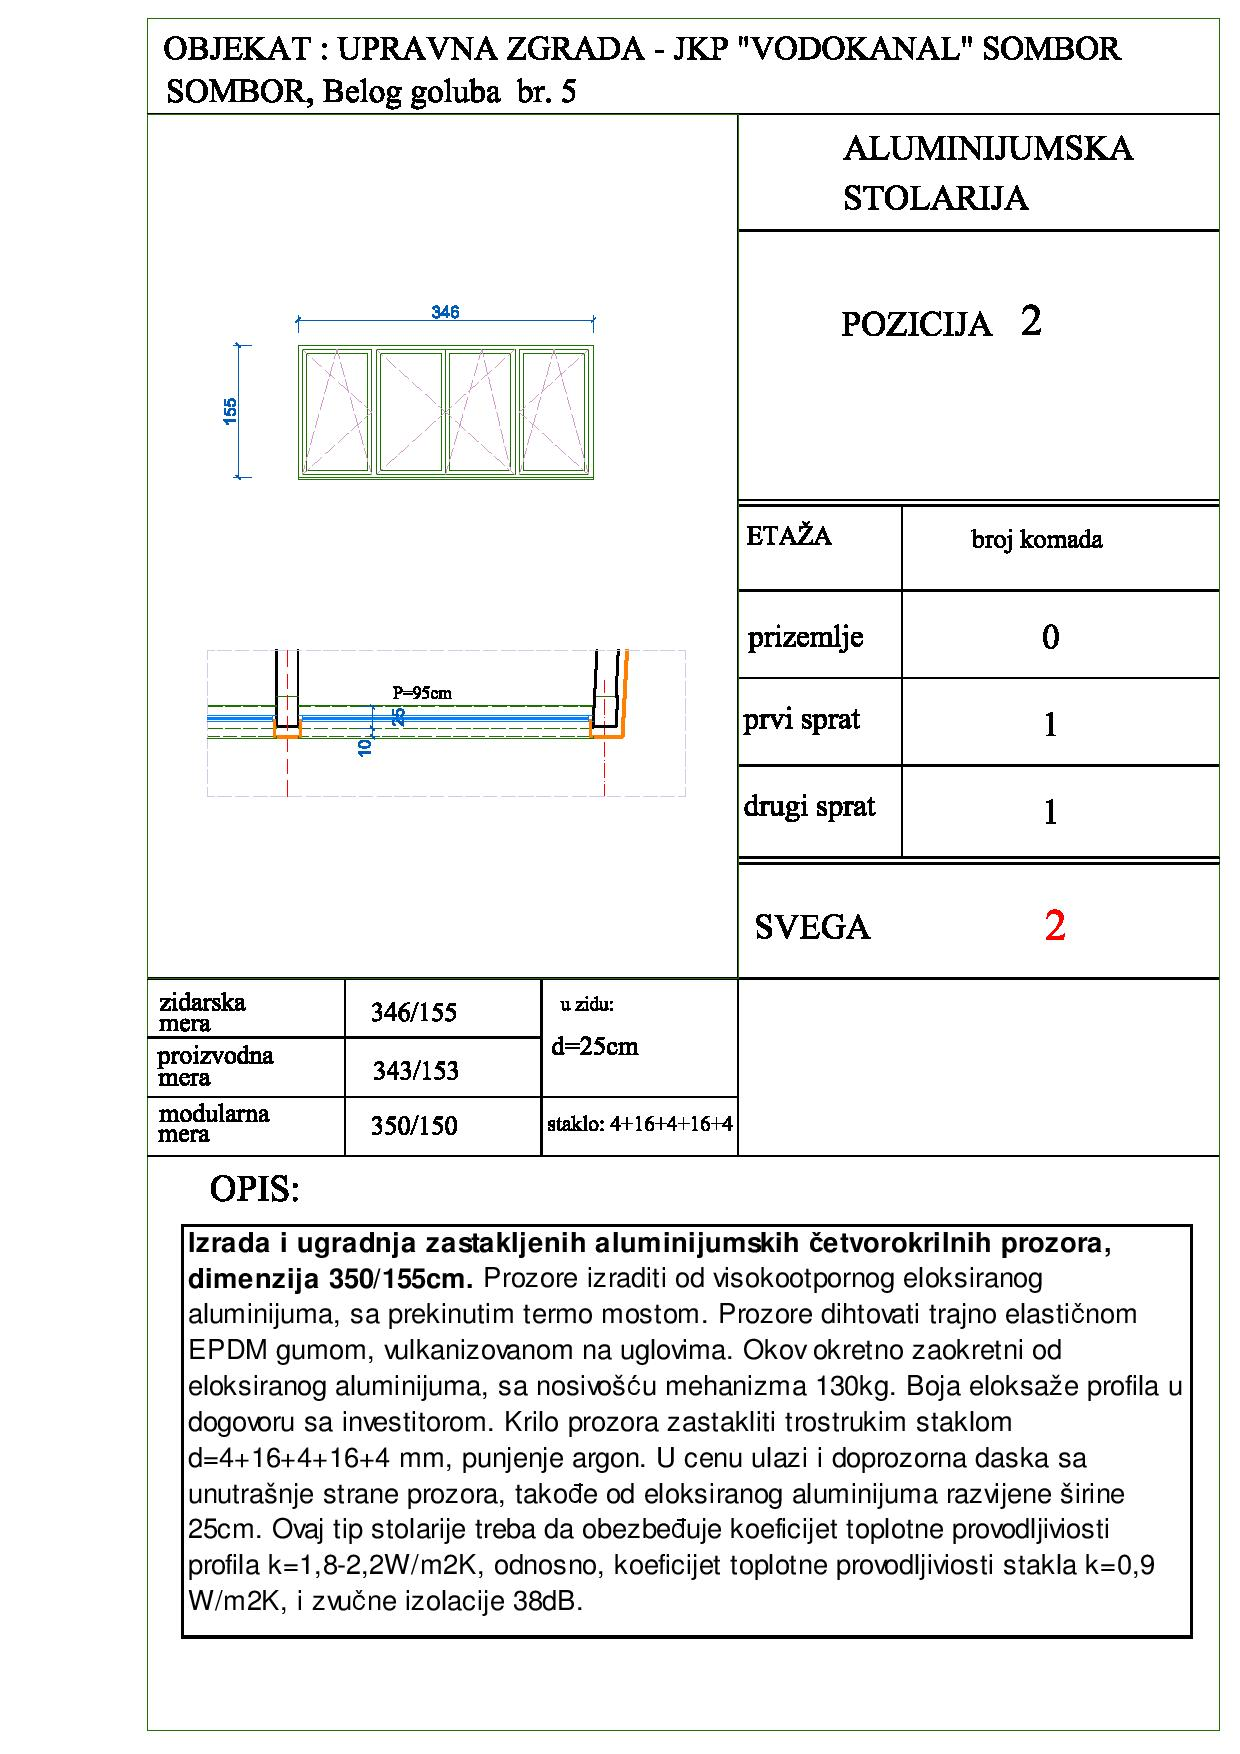 OBJEKAT : UPRAVNA ZGRADA - JKP "VODOKANAL" SOMBOR
SOMBOR, Belog goluba br. 5
ALUMINIJUMSKA
STOLARIJA
POZICIJA 2
346
155
P=95cm
25
10
ETAŽA broj komada
prizemlje 0
prvi sprat 1
drugi sprat 1
SVEGA 2
zidarska
mera
346/155
u zidu:
d=25cm
proizvodna
mera
343/153
modularna
mera
350/150
staklo: 4+16+4+16+4
OPIS:
Izrada i ugradnja zastakljenih aluminijumskih četvorokrilnih prozora,
dimenzija 350/155cm. Prozore izraditi od visokootpornog eloksiranog
aluminijuma, sa prekinutim termo mostom. Prozore dihtovati trajno elastičnom
EPDM gumom, vulkanizovanom na uglovima. Okov okretno zaokretni od
eloksiranog aluminijuma, sa nosivošću mehanizma 130kg. Boja eloksaže profila u
dogovoru sa investitorom. Krilo prozora zastakliti trostrukim staklom
d=4+16+4+16+4 mm, punjenje argon. U cenu ulazi i doprozorna daska sa
unutrašnje strane prozora, takođe od eloksiranog aluminijuma razvijene širine
25cm. Ovaj tip stolarije treba da obezbeđuje koeficijet toplotne provodljiviosti
profila k=1,8-2,2W/m2K, odnosno, koeficijet toplotne provodljiviosti stakla k=0,9
W/m2K, i zvučne izolacije 38dB.